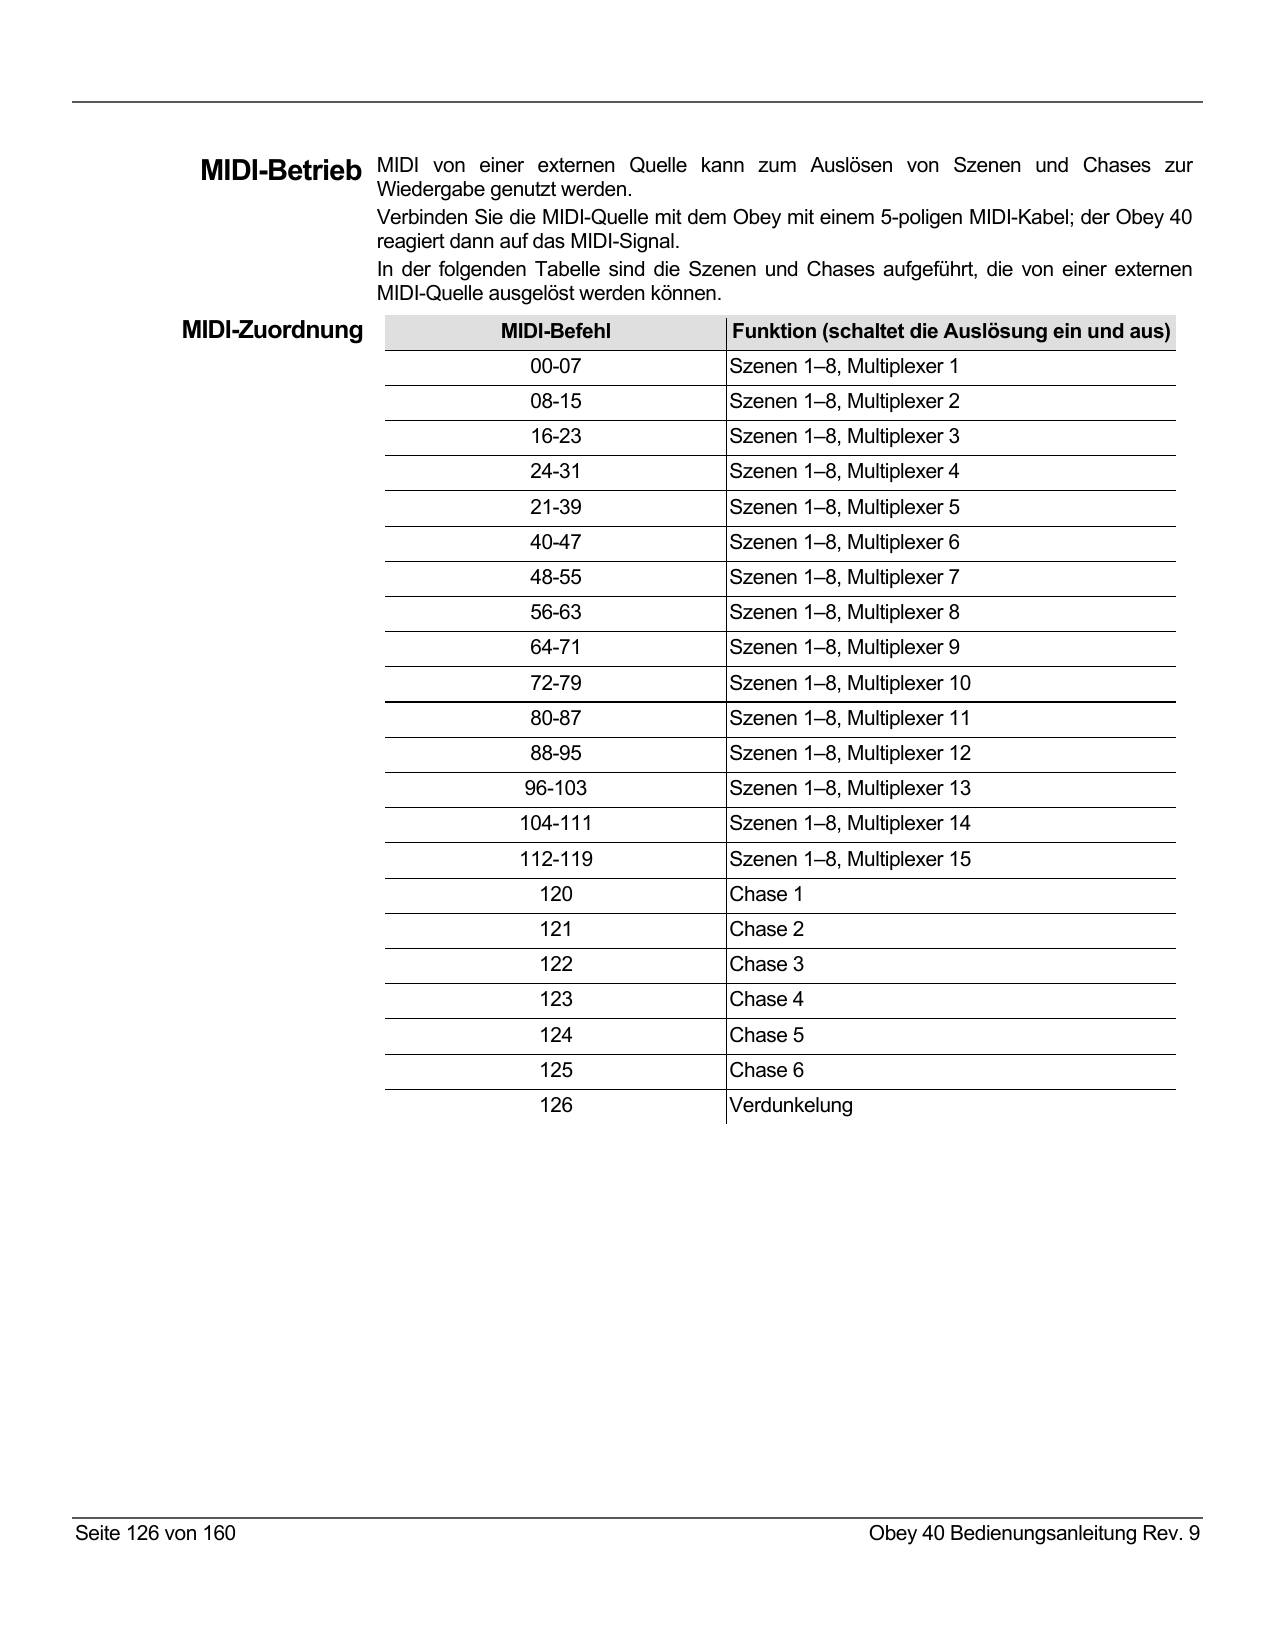 MIDI-Betrieb
MIDI von einer externen Quelle kann zum Auslösen von Szenen und Chases zur
Wiedergabe genutzt werden.
Verbinden Sie die MIDI-Quelle mit dem Obey mit einem 5-poligen MIDI-Kabel; der Obey 40
reagiert dann auf das MIDI-Signal.
In der folgenden Tabelle sind die Szenen und Chases aufgeführt, die von einer externen
MIDI-Quelle ausgelöst werden können.
MIDI-Zuordnung
MIDI-Befehl Funktion (schaltet die Auslösung ein und aus)
00-07 Szenen 1–8, Multiplexer 1
08-15 Szenen 1–8, Multiplexer 2
16-23 Szenen 1–8, Multiplexer 3
24-31 Szenen 1–8, Multiplexer 4
21-39 Szenen 1–8, Multiplexer 5
40-47 Szenen 1–8, Multiplexer 6
48-55 Szenen 1–8, Multiplexer 7
56-63 Szenen 1–8, Multiplexer 8
64-71 Szenen 1–8, Multiplexer 9
72-79 Szenen 1–8, Multiplexer 10
80-87 Szenen 1–8, Multiplexer 11
88-95 Szenen 1–8, Multiplexer 12
96-103 Szenen 1–8, Multiplexer 13
104-111 Szenen 1–8, Multiplexer 14
112-119 Szenen 1–8, Multiplexer 15
120 Chase 1
121 Chase 2
122 Chase 3
123 Chase 4
124 Chase 5
125 Chase 6
126 Verdunkelung
Seite 126 von 160 Obey 40 Bedienungsanleitung Rev. 9